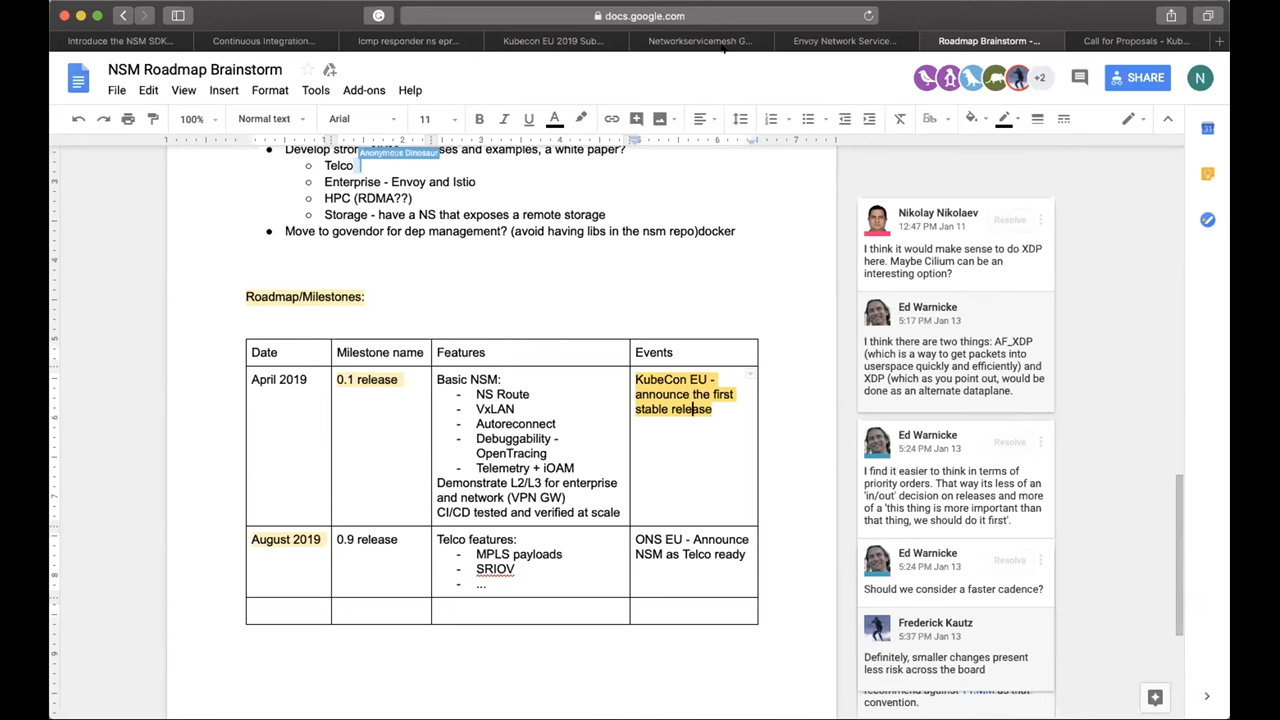 docs.google.com
Introduce the NSM SDK...
Continuous Integration...
Icmp responder ns epr...
Kubecon EU 2019 Sub...
Networkservicemesh G...
Envoy Network Service...
Roadmap Brainstorm -...
Call for Proposals - Kub...
NSM Roadmap Brainstorm
+2
SHARE
N
File Edit View Insert Format Tools Add-ons Help
100% Normal text Arial 11
1 1 2 5 6 7
Anonymous Dinosaur
Telco
Enterprise - Envoy and Istio
HPC (RDMA??)
Storage - have a NS that exposes a remote storage
Move to govendor for dep management? (avoid having libs in the nsm repo)docker
Roadmap/Milestones:
Date Milestone name Features Events
April 2019
0.1 release
Basic NSM:
- NS Route
- VxLAN
- Autoreconnect
- Debuggability -
OpenTracing
- Telemetry + iOAM
Demonstrate L2/L3 for enterprise
and network (VPN GW)
CI/CD tested and verified at scale
KubeCon EU -
announce the first
stable release
August 2019
0.9 release
Telco features:
- MPLS payloads
- SRIOV
- ...
ONS EU - Announce
NSM as Telco ready
Nikolay Nikolaev
12:47 PM Jan 11
Resolve
I think it would make sense to do XDP
here. Maybe Cilium can be an
interesting option?
Ed Warnicke
5:17 PM Jan 13
I think there are two things: AF_XDP
(which is a way to get packets into
userspace quickly and efficiently) and
XDP (which as you point out, would be
done as an alternate dataplane.
Ed Warnicke
5:24 PM Jan 13
Resolve
I find it easier to think in terms of
priority orders. That way its less of an
'in/out' decision on releases and more
of a 'this thing is more important than
that thing, we should do it first'.
Ed Warnicke
5:24 PM Jan 13
Resolve
Should we consider a faster cadence?
Frederick Kautz
5:37 PM Jan 13
Definitely, smaller changes present
less risk across the board
recommend against as that
convention.